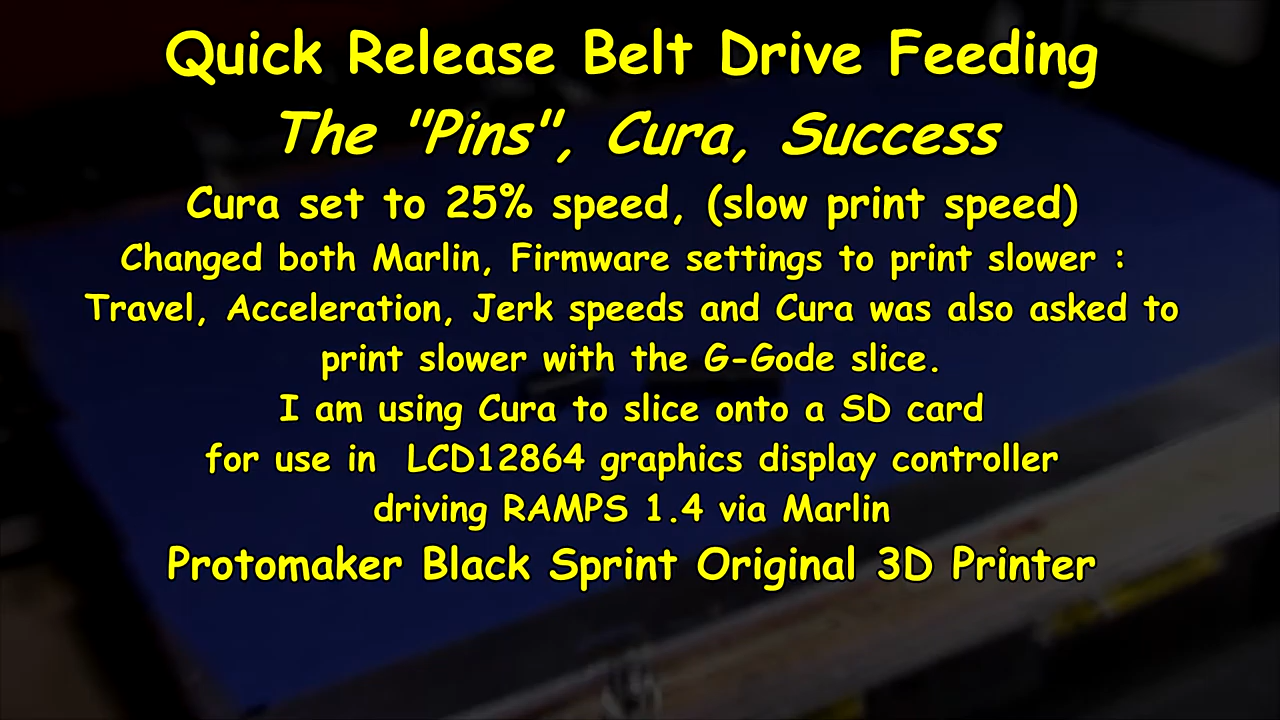 Quick Release Belt Drive Feeding
The "Pins", Cura, Success
Cura set to 25% speed, (slow print speed)
Changed both Marlin, Firmware settings to print slower :
Travel, Acceleration, Jerk speeds and Cura was also asked to
print slower with the G-Gode slice.
I am using Cura to slice onto a SD card
for use in  LCD12864 graphics display controller
driving RAMPS 1.4 via Marlin
Protomaker Black Sprint Original 3D Printer